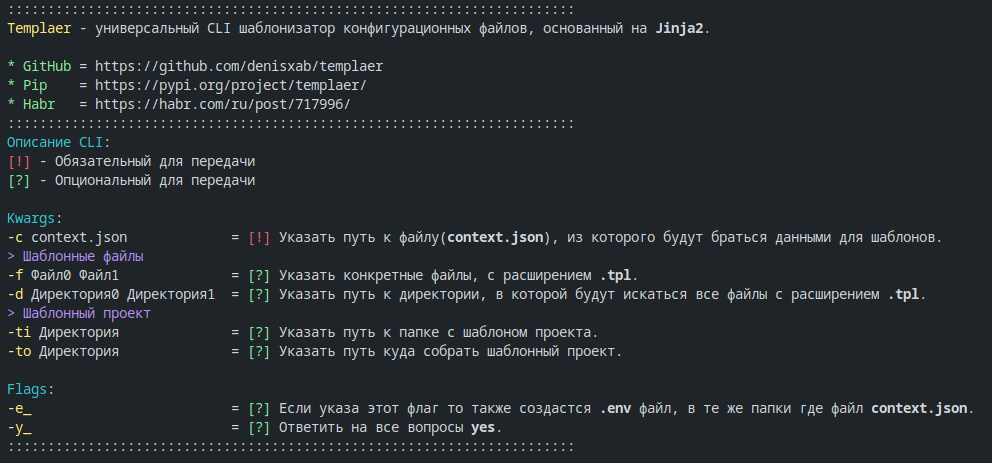 ::::::::::::::::::::::::::::::::::::::::::::::::::::::::::::::::::::::
Templaer - универсальный CLI шаблонизатор конфигурационных файлов, основанный на Jinja2.
* GitHub = https://github.com/denisxab/templaer
* Pip    = https://pypi.org/project/templaer/
* Habr   = https://habr.com/ru/post/717996/
::::::::::::::::::::::::::::::::::::::::::::::::::::::::::::::::::::::
Описание CLI:
[!] - Обязательный для передачи
[?] - Опциональный для передачи
Kwargs:
-c context.json             = [!] Указать путь к файлу(context.json), из которого будут браться данными для шаблонов.
> Шаблонные файлы
-f Файл0 Файл1              = [?] Указать конкретные файлы, с расширением .tpl.
-d Директория0 Директория1  = [?] Указать путь к директории, в которой будут искаться все файлы с расширением .tpl.
> Шаблонный проект
-ti Директория              = [?] Указать путь к папке с шаблоном проекта.
-to Директория              = [?] Указать путь куда собрать шаблонный проект.
Flags:
-e_                         = [?] Если указа этот флаг то также создастся .env файл, в те же папки где файл context.json.
-y_                         = [?] Ответить на все вопросы yes.
::::::::::::::::::::::::::::::::::::::::::::::::::::::::::::::::::::::